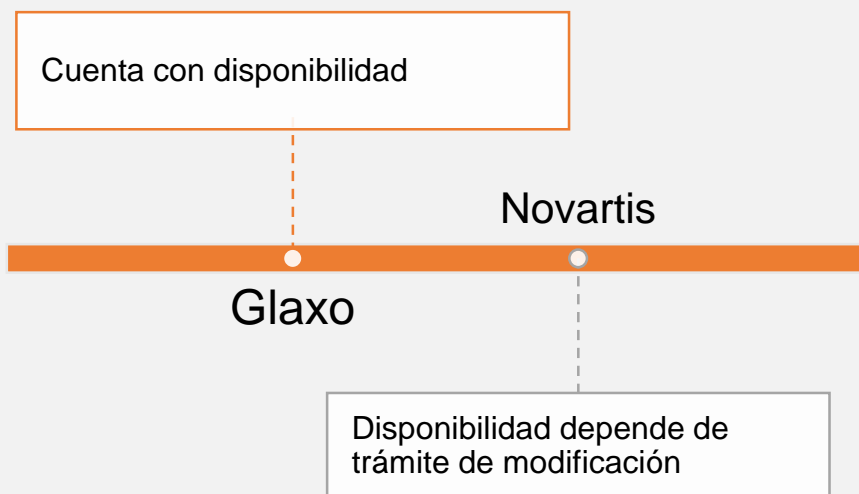 Cuenta con disponibilidad
Novartis
Glaxo
Disponibilidad depende de
trámite de modificación